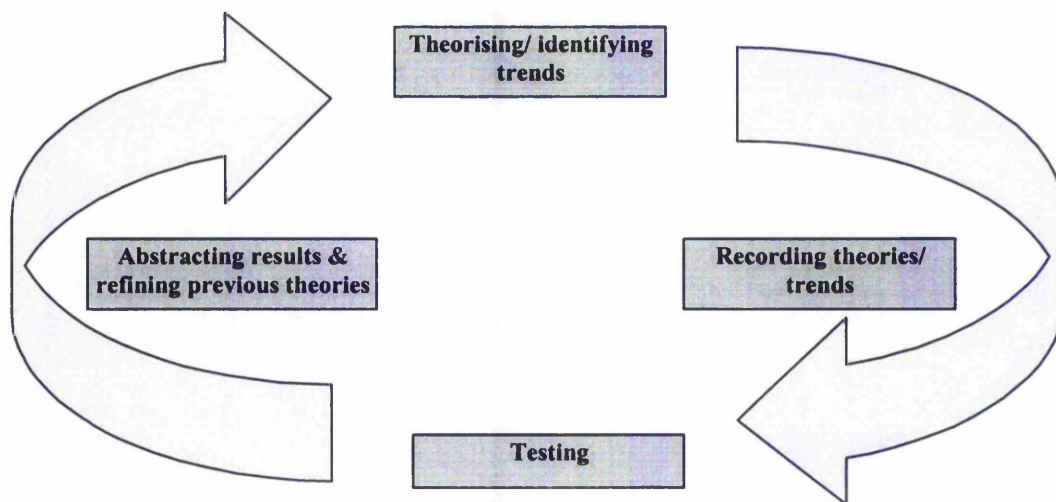 Theorising/ identifying
trends
Abstracting results &
refining previous theories
Recording theories/
trends
Testing